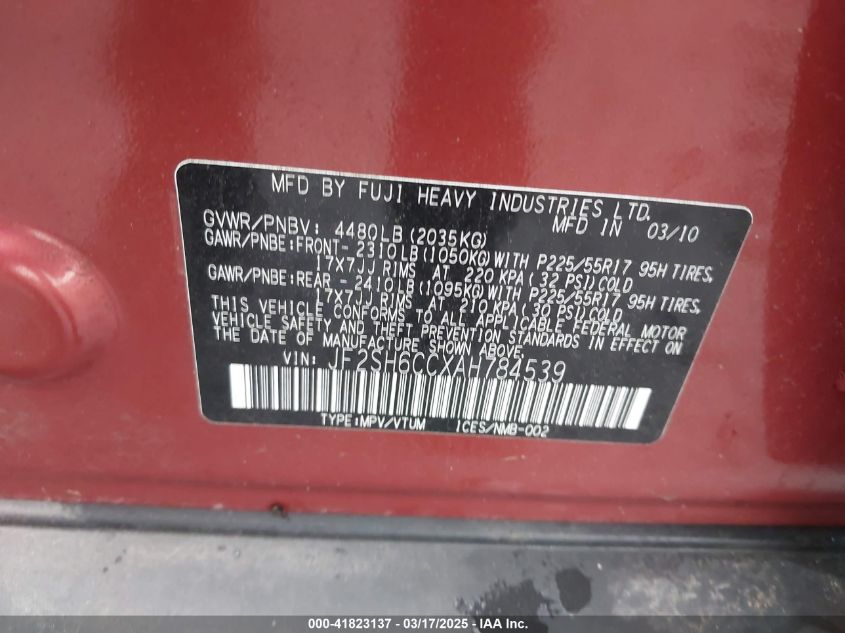 MFD BY FUJI HEAVY INDUSTRIES LTD.
MFD IN 03/10
GVWR/PNBV: 4480LB (2035KG)
GAWR/PNBE:FRONT- 2310LB (1050KG) WITH P225/55R17 95H TIRES,
17X7JJ RIMS AT 220 KPA ( 32 PSI) COLD
GAWR/PNBE:REAR - 2410LB (1095KG) WITH P225/55R17 95H TIRES,
17X7JJ RIMS AT 210 KPA ( 30 PSI) COLD
THIS VEHICLE CONFORMS TO ALL APPLICABLE FEDERAL MOTOR
VEHICLE SAFETY AND THEFT PREVENTION STANDARDS IN EFFECT ON
THE DATE OF MANUFACTURE SHOWN ABOVE.
VIN: JF2SH6CCXAH784539
TYPE:MPV/VTUM ICES/NMB-002
000-41823137 - 03/17/2025 - IAA Inc.